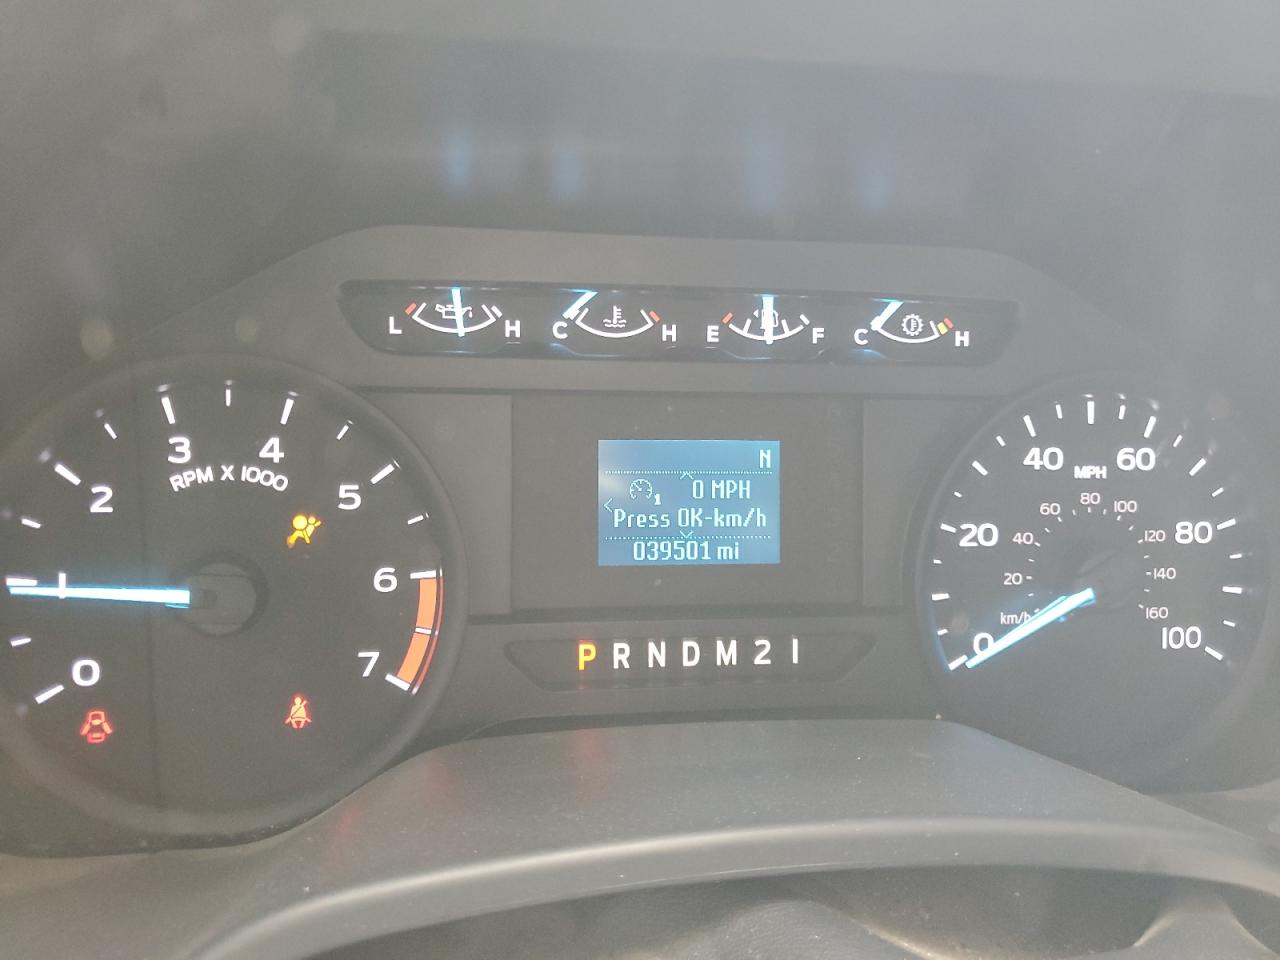 L H C H E F C H
0 1 2 3 4 5 6 7
RPM X 1000
N
1 0 MPH
Press OK-km/h
039501 mi
P R N D M 2 1
0 20 40 60 80 100
MPH
km/h 20 40 60 80 100 120 140 160